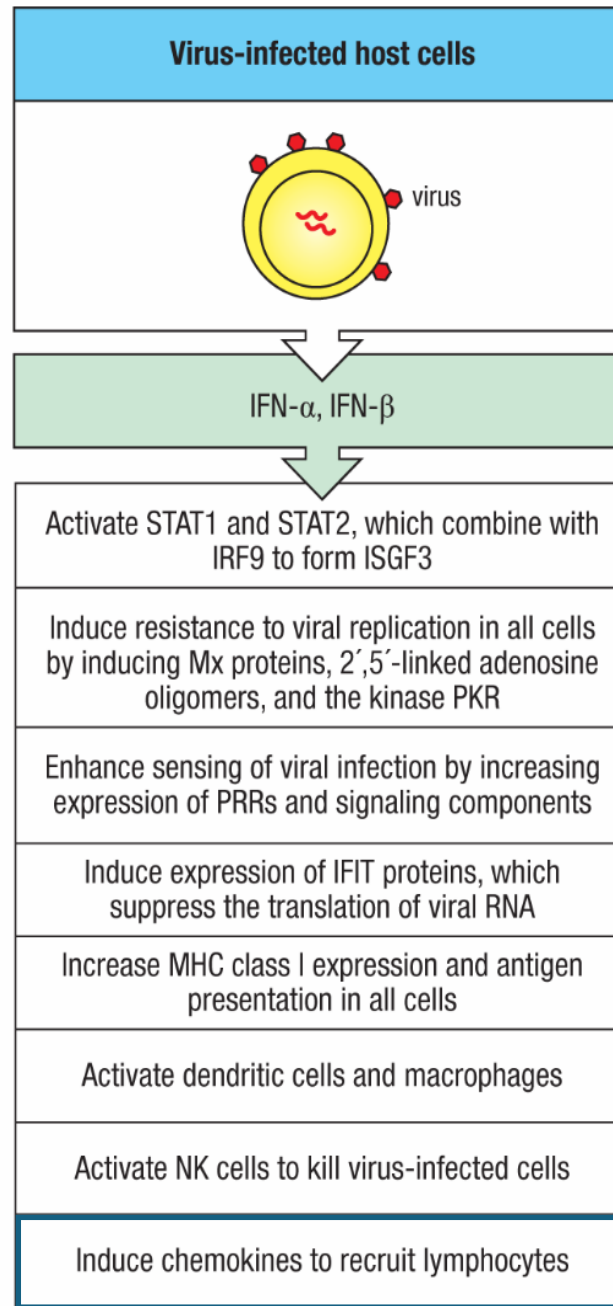 Virus-infected host cells
virus
IFN-α, IFN-β
Activate STAT1 and STAT2, which combine with
IRF9 to form ISGF3
Induce resistance to viral replication in all cells
by inducing Mx proteins, 2´,5´-linked adenosine
oligomers, and the kinase PKR
Enhance sensing of viral infection by increasing
expression of PRRs and signaling components
Induce expression of IFIT proteins, which
suppress the translation of viral RNA
Increase MHC class I expression and antigen
presentation in all cells
Activate dendritic cells and macrophages
Activate NK cells to kill virus-infected cells
Induce chemokines to recruit lymphocytes